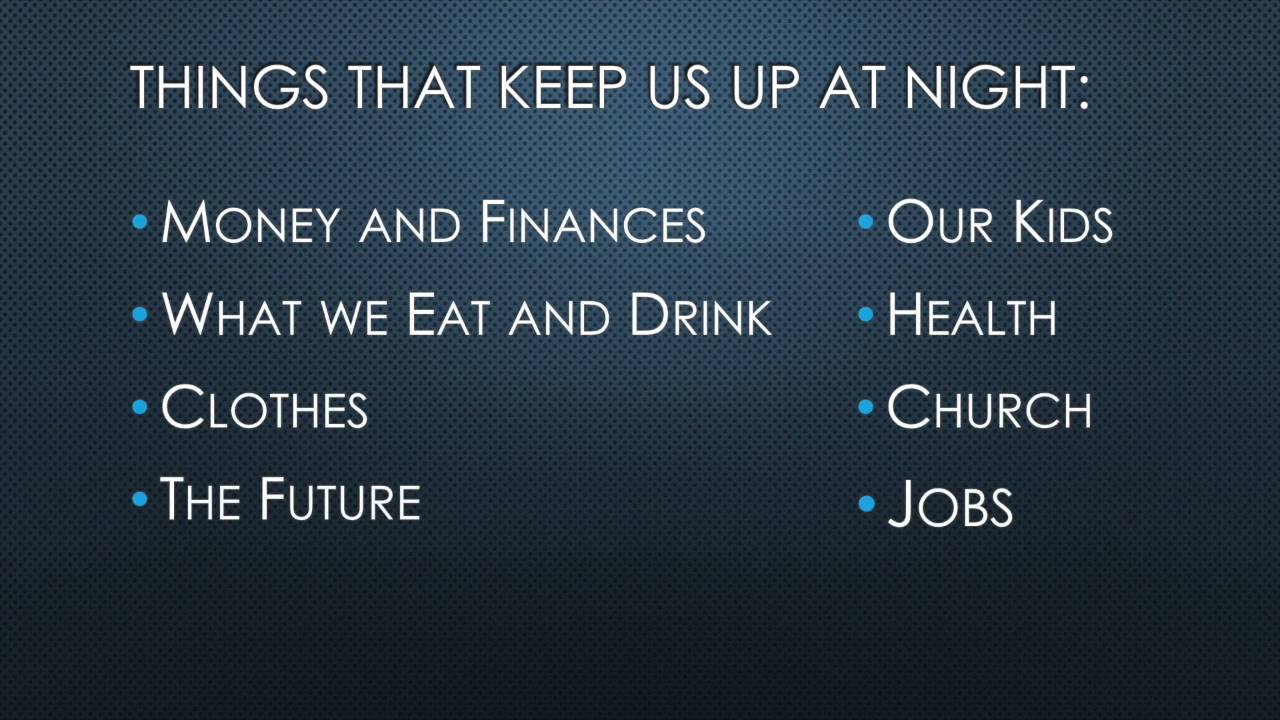 THINGS THAT KEEP US UP AT NIGHT:
• MONEY AND FINANCES
• WHAT WE EAT AND DRINK
• CLOTHES
• THE FUTURE
• OUR KIDS
• HEALTH
• CHURCH
• JOBS